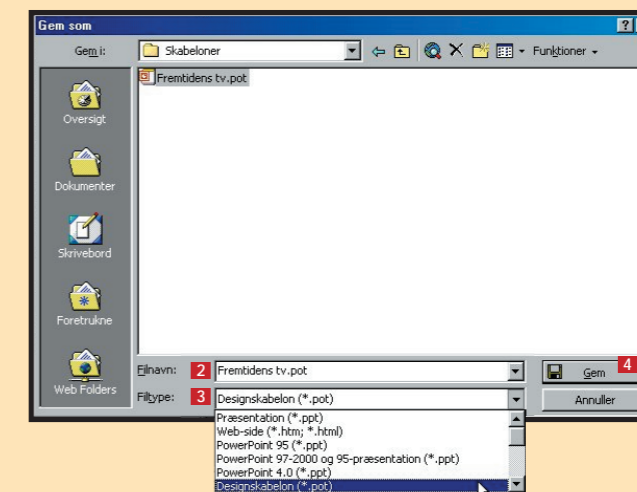 Gem som
Gem i: Skabeloner Funktioner
Fremtidens tv.pot
Oversigt
Dokumenter
Skrivebord
Foretrukne
Web Folders
Filnavn: 2 Fremtidens tv.pot Gem 4
Filtype: 3 Designskabelon (*.pot) Annuller
Præsentation (*.ppt)
Web-side (*.htm; *.html)
PowerPoint 95 (*.ppt)
PowerPoint 97-2000 og 95-præsentation (*.ppt)
PowerPoint 4.0 (*.ppt)
Designskabelon (*.pot)